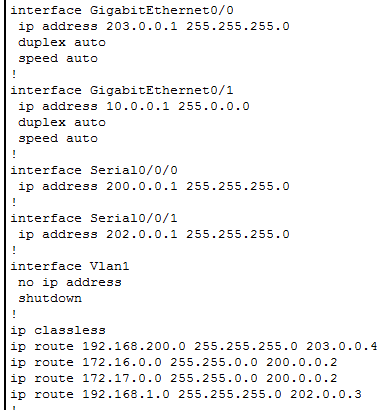 interface GigabitEthernet0/0
 ip address 203.0.0.1 255.255.255.0
 duplex auto
 speed auto
!
interface GigabitEthernet0/1
 ip address 10.0.0.1 255.0.0.0
 duplex auto
 speed auto
!
interface Serial0/0/0
 ip address 200.0.0.1 255.255.255.0
!
interface Serial0/0/1
 ip address 202.0.0.1 255.255.255.0
!
interface Vlan1
 no ip address
 shutdown
!
ip classless
ip route 192.168.200.0 255.255.255.0 203.0.0.4
ip route 172.16.0.0 255.255.0.0 200.0.0.2
ip route 172.17.0.0 255.255.0.0 200.0.0.2
ip route 192.168.1.0 255.255.255.0 202.0.0.3
!